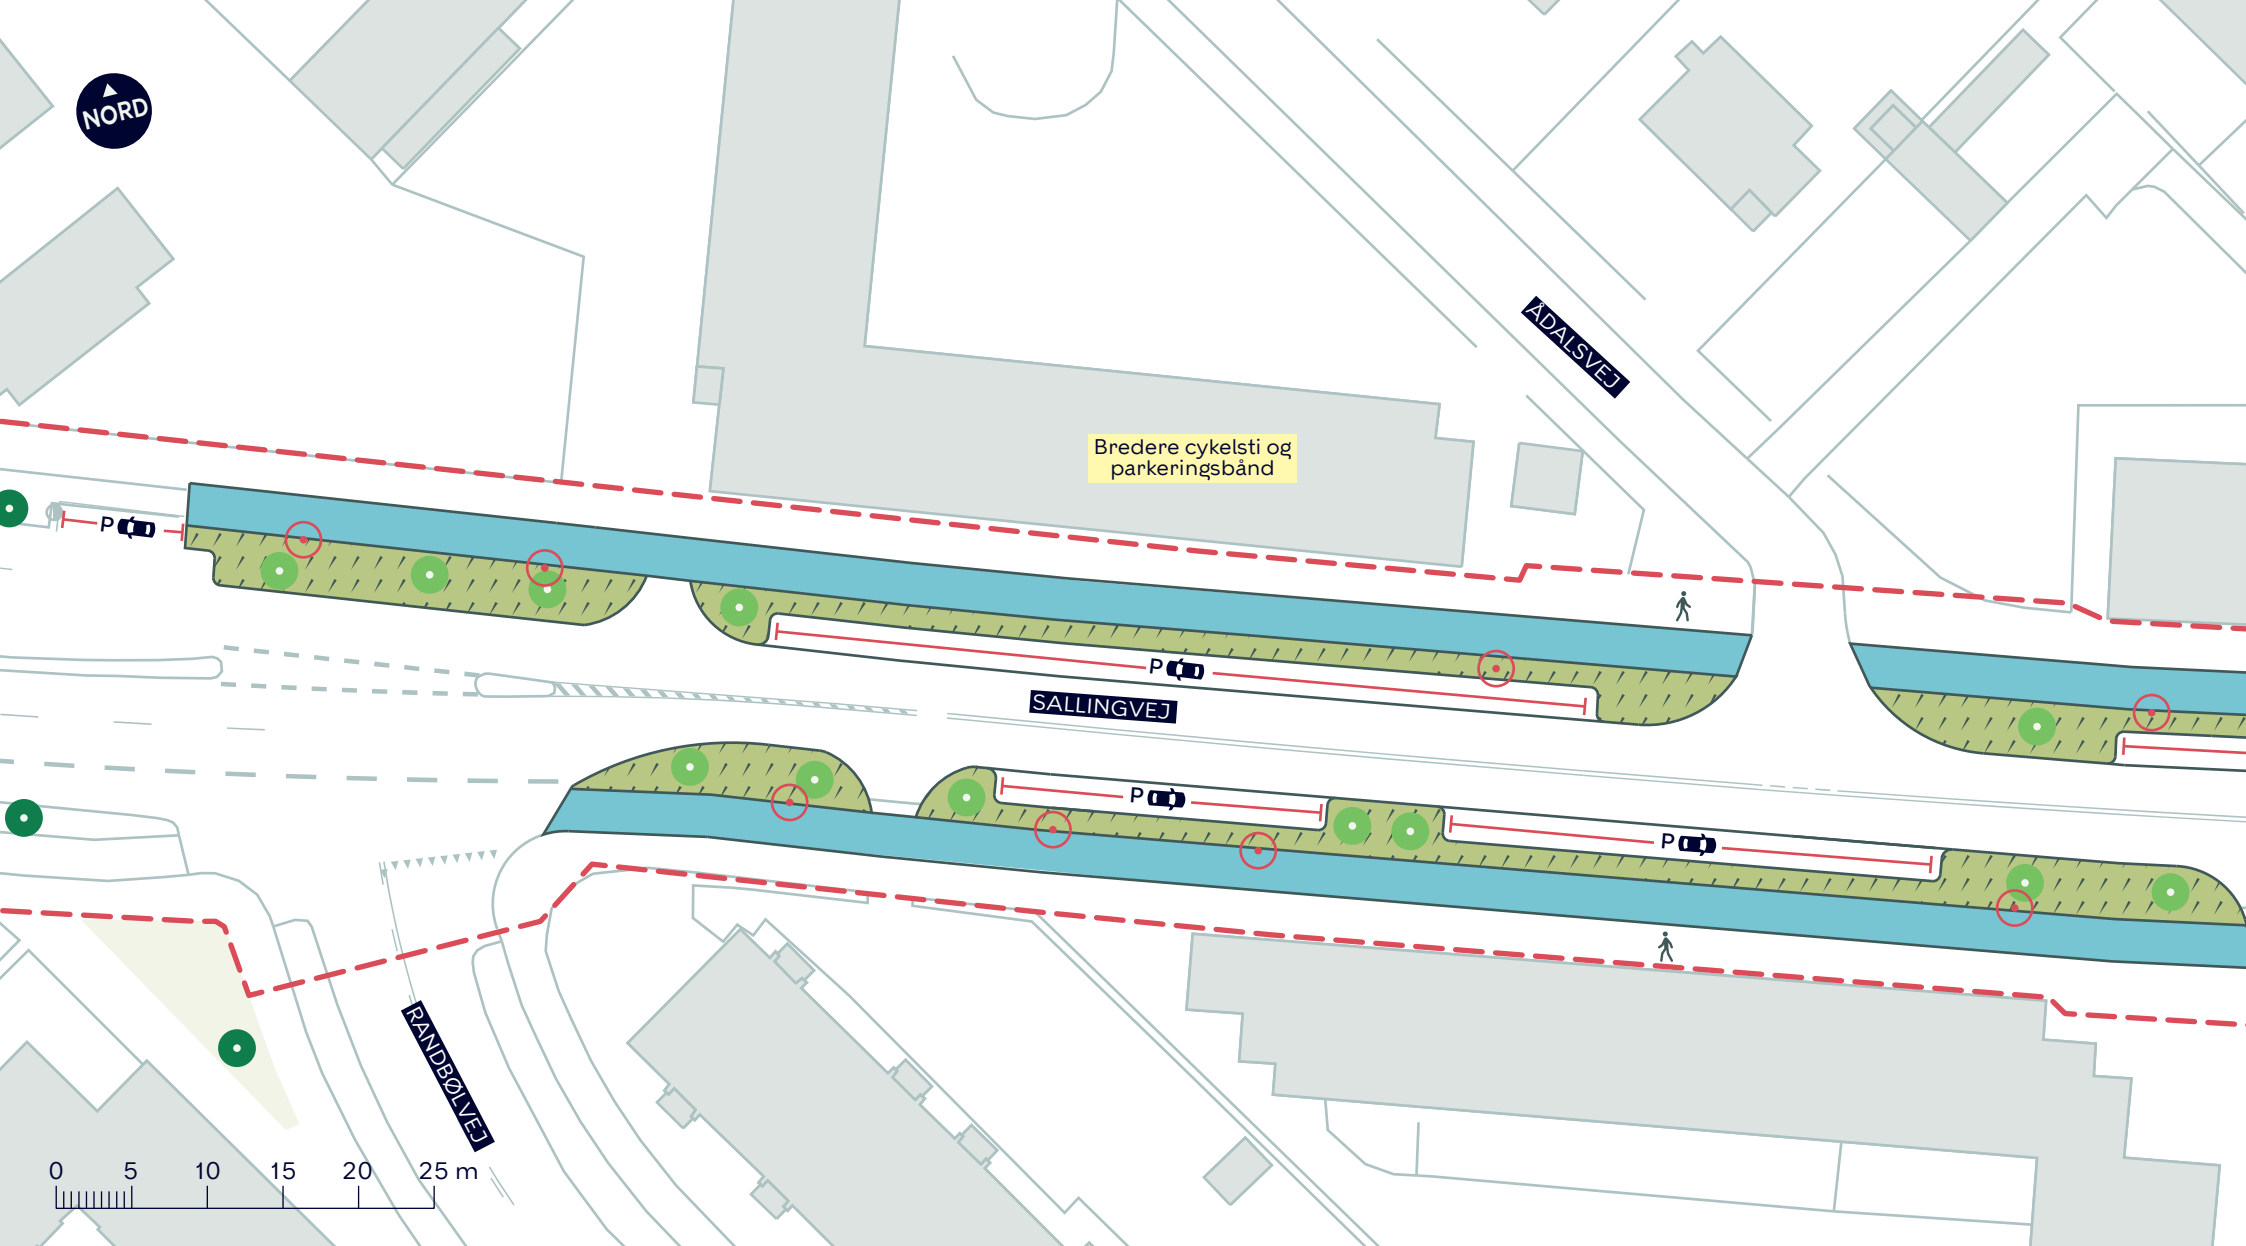 NORD
ÅDALSVEJ
Bredere cykelsti og
parkeringsbånd
P
P
SALLINGVEJ
P
P
RANDBØLVEJ
0 5 10 15 20 25 m